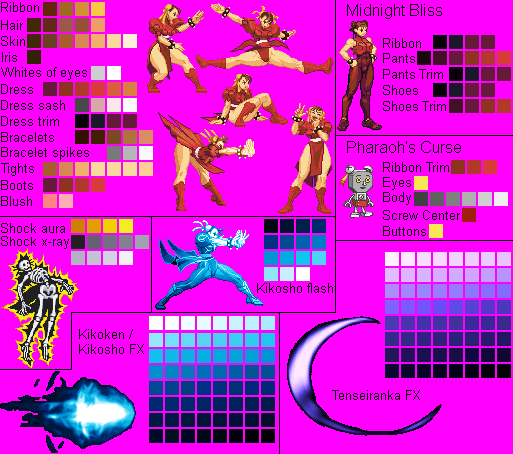 Ribbon
Hair
Skin
Iris
Whites of eyes
Dress
Dress sash
Dress trim
Bracelets
Bracelet spikes
Tights
Boots
Blush
Midnight Bliss
Ribbon
Pants
Pants Trim
Shoes
Shoes Trim
Pharaoh's Curse
Ribbon Trim
Eyes
Body
Screw Center
Buttons
Shock aura
Shock x-ray
Kikosho flash
Kikoken /
Kikosho FX
Tenseiranka FX